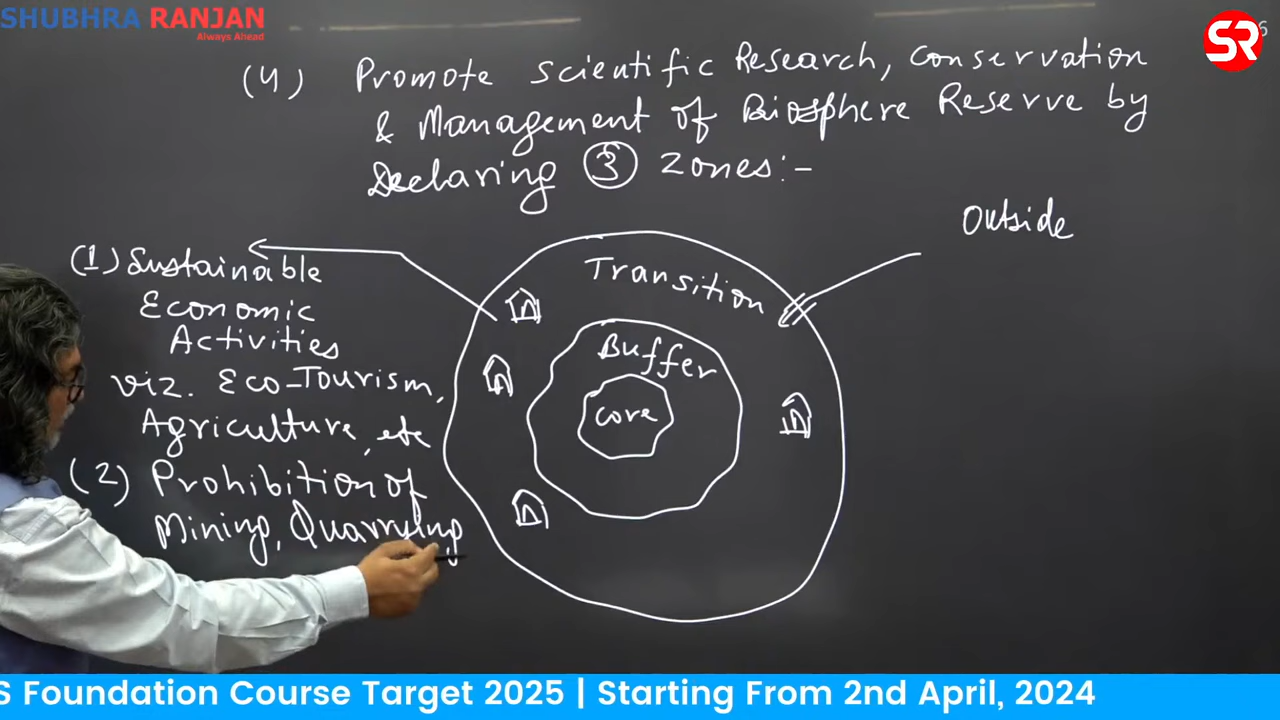 SHUBHRA RANJAN
Always Ahead
SR
6
(4) Promote scientific Research, Conservation
& Management of Biosphere Reserve by
Declaring 3 Zones:-
Outside
(1) Sustainable
Economic
Activities
viz. Eco-Tourism,
Agriculture, etc
(2) Prohibition of
Mining, Quarrying,
Transition
Buffer
core
S Foundation Course Target 2025 | Starting From 2nd April, 2024